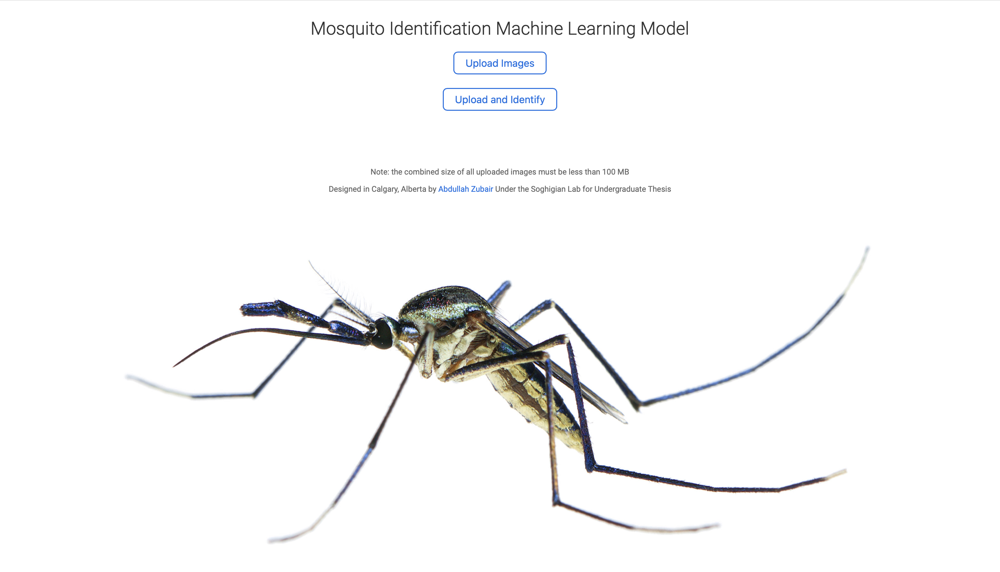 Mosquito Identification Machine Learning Model
Upload Images
Upload and Identify
Note: the combined size of all uploaded images must be less than 100 MB
Designed in Calgary, Alberta by Abdullah Zubair Under the Soghigian Lab for Undergraduate Thesis